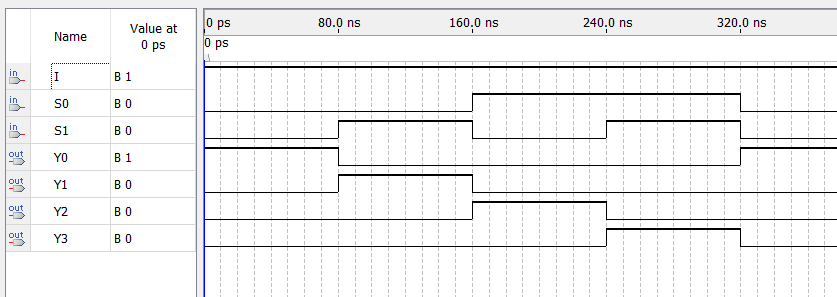 Name
Value at
0 ps
0 ps 80.0 ns 160.0 ns 240.0 ns 320.0 ns
0 ps
in I B 1
in S0 B 0
in S1 B 0
out Y0 B 1
out Y1 B 0
out Y2 B 0
out Y3 B 0